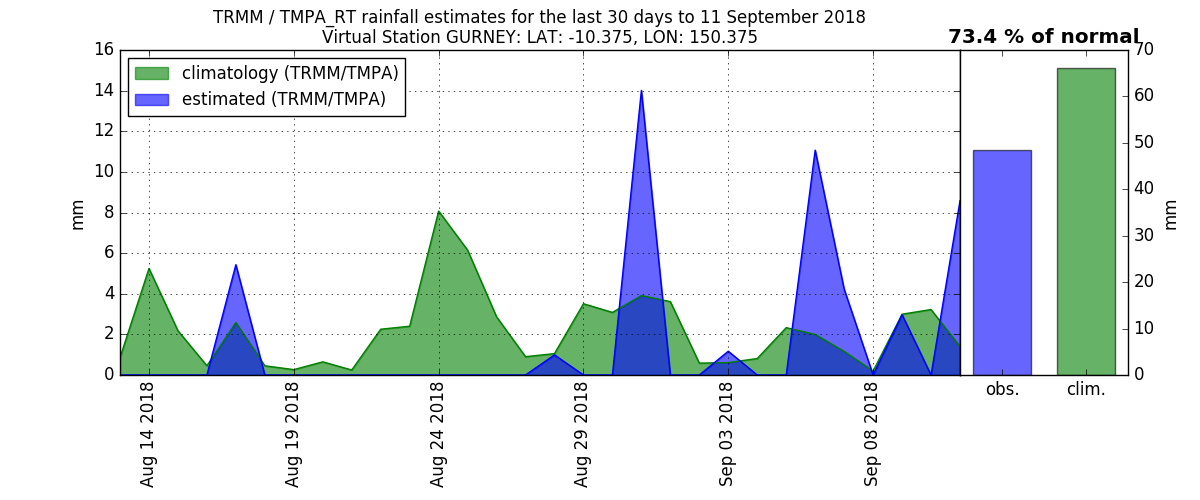 TRMM / TMPA_RT rainfall estimates for the last 30 days to 11 September 2018
Virtual Station GURNEY: LAT: -10.375, LON: 150.375
73.4 % of normal
climatology (TRMM/TMPA)
estimated (TRMM/TMPA)
mm
16
14
12
10
8
6
4
2
0
Aug 14 2018
Aug 19 2018
Aug 24 2018
Aug 29 2018
Sep 03 2018
Sep 08 2018
obs.
clim.
70
60
50
40
30
20
10
0
mm